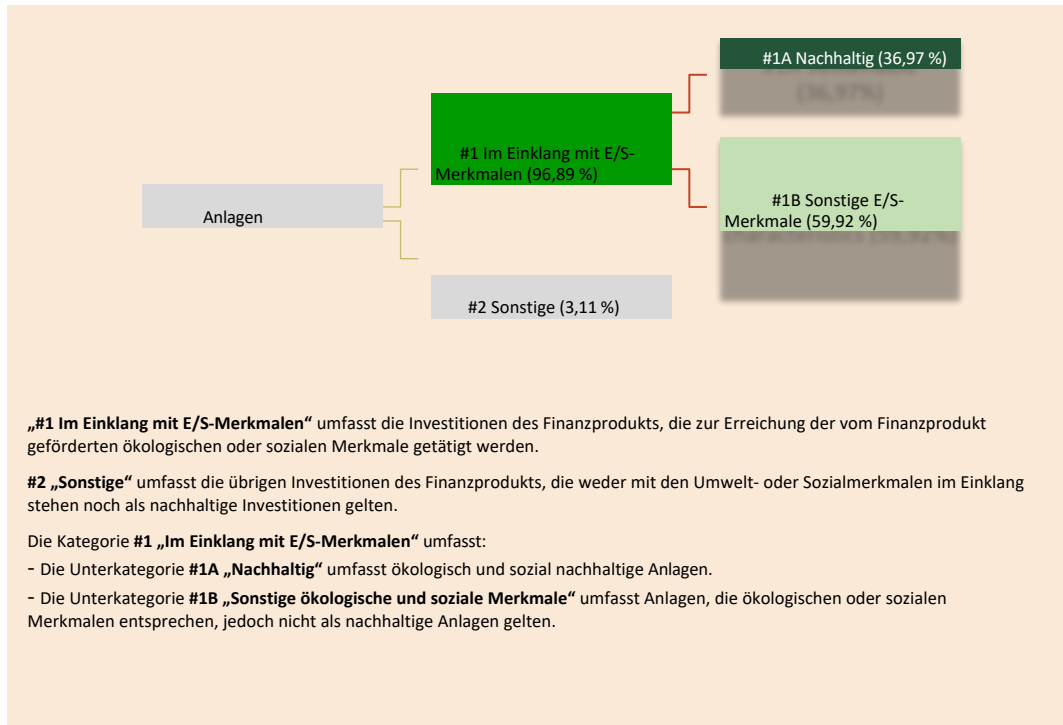 #1A Nachhaltig (36,97 %)
(36,97%)
#1 Im Einklang mit E/S-
Merkmalen (96,89 %)
#1B Sonstige E/S-
Merkmale (59,92 %)
characteristics (59,92%)
Anlagen
#2 Sonstige (3,11 %)
„#1 Im Einklang mit E/S-Merkmalen“ umfasst die Investitionen des Finanzprodukts, die zur Erreichung der vom Finanzprodukt
geförderten ökologischen oder sozialen Merkmale getätigt werden.
#2 „Sonstige“ umfasst die übrigen Investitionen des Finanzprodukts, die weder mit den Umwelt- oder Sozialmerkmalen im Einklang
stehen noch als nachhaltige Investitionen gelten.
Die Kategorie #1 „Im Einklang mit E/S-Merkmalen“ umfasst:
- Die Unterkategorie #1A „Nachhaltig“ umfasst ökologisch und sozial nachhaltige Anlagen.
- Die Unterkategorie #1B „Sonstige ökologische und soziale Merkmale“ umfasst Anlagen, die ökologischen oder sozialen
Merkmalen entsprechen, jedoch nicht als nachhaltige Anlagen gelten.